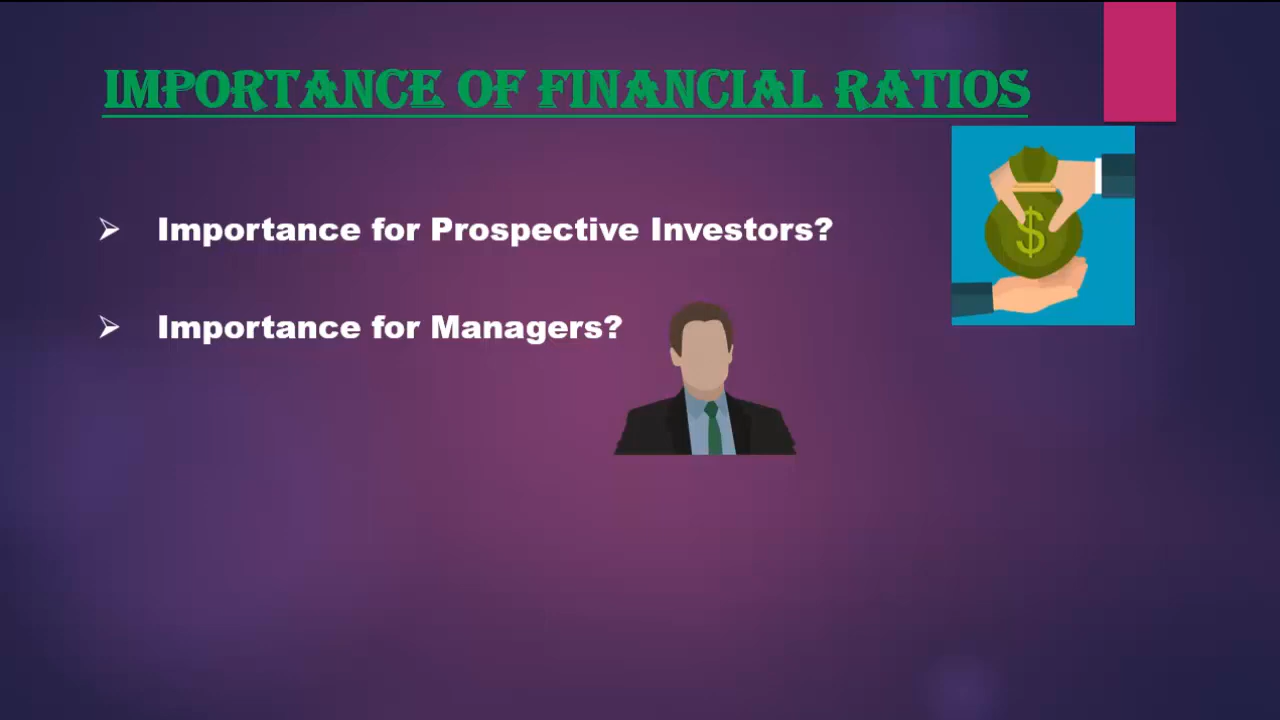 IMPORTANCE OF FINANCIAL RATIOS
Importance for Prospective Investors?
Importance for Managers?
$